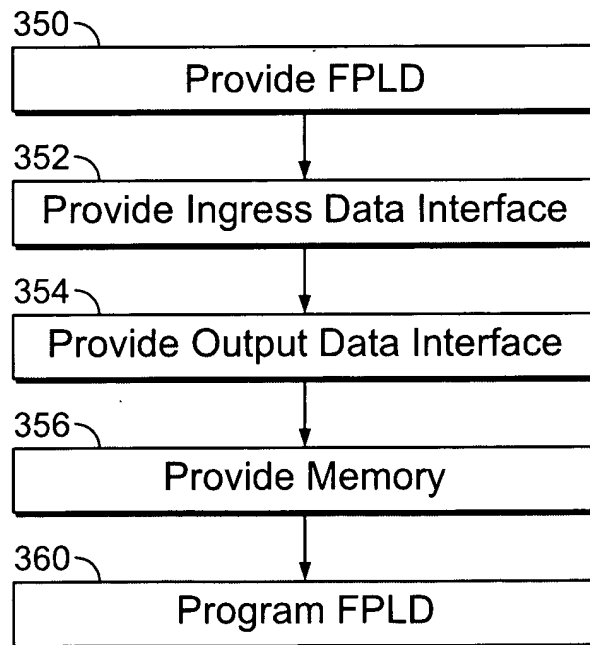 350
Provide FPLD
352
Provide Ingress Data Interface
354
Provide Output Data Interface
356
Provide Memory
360
Program FPLD